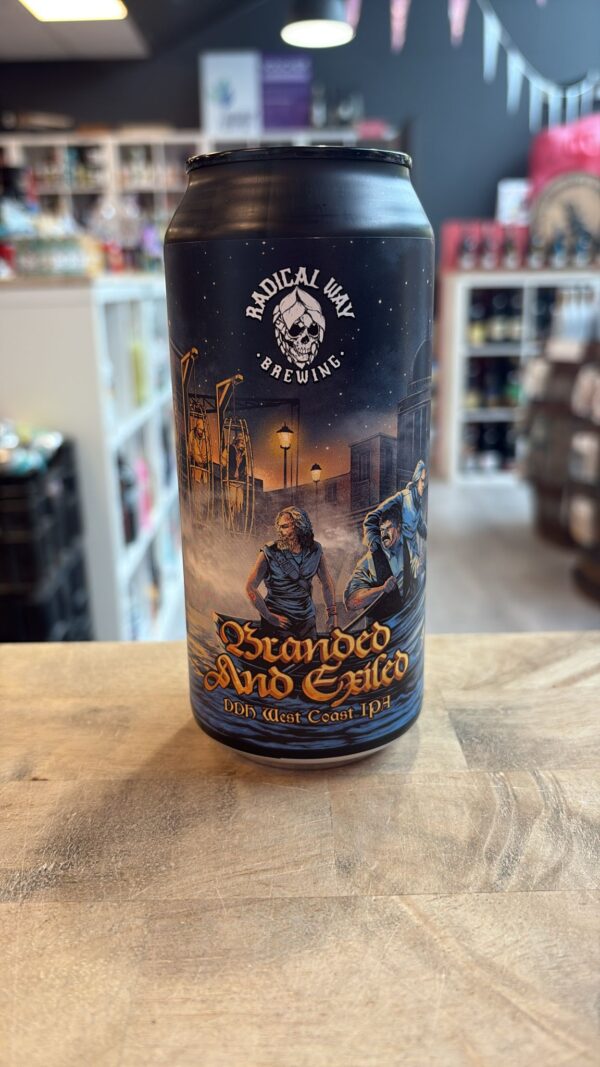 RADICAL WAY
· BREWING ·
Branded
And Exiled
DDH West Coast IPA